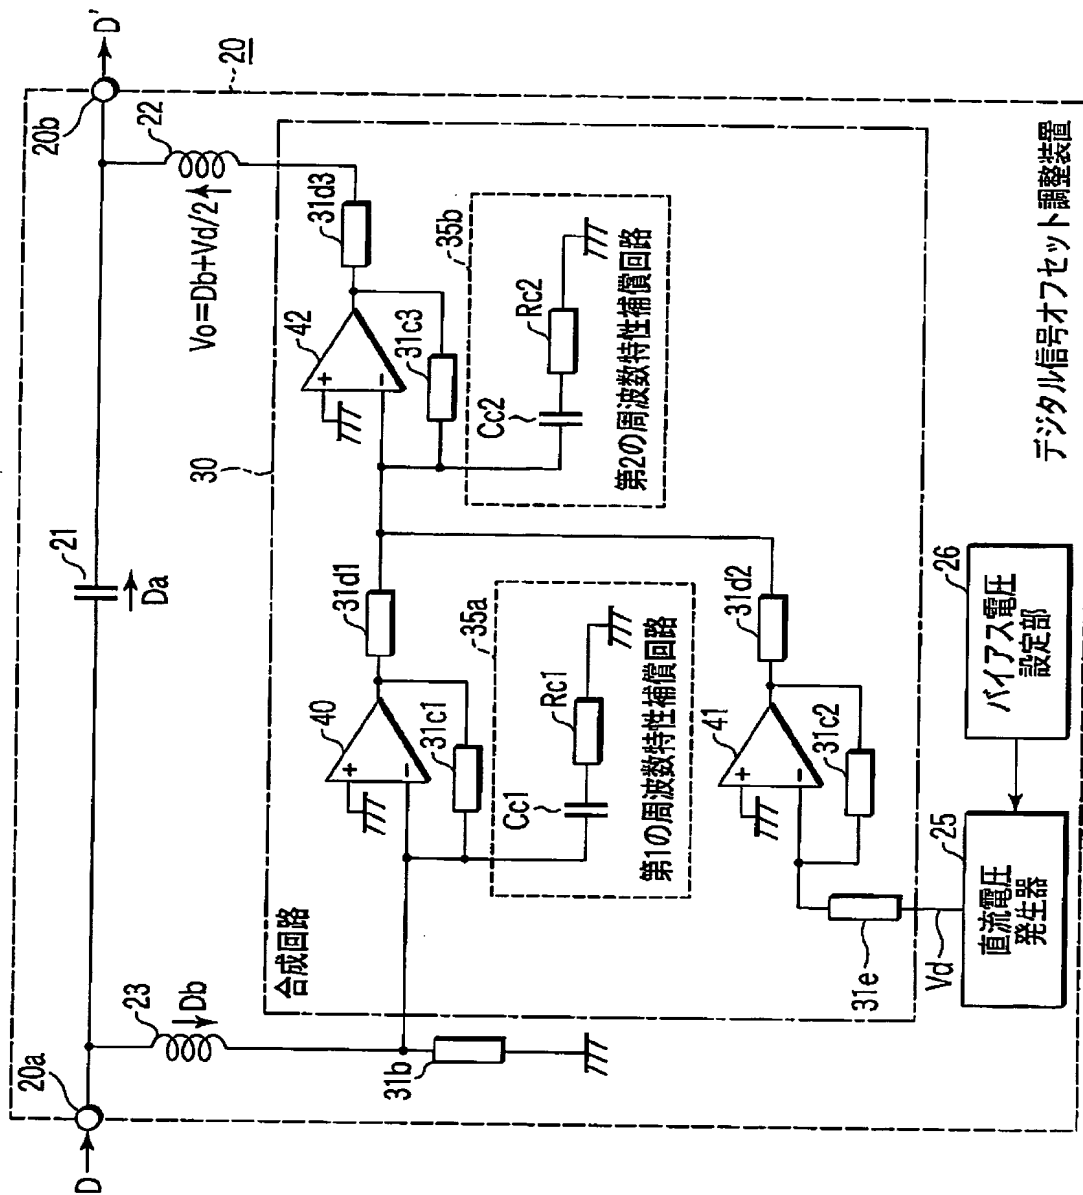 D
20a
23
Db
31b
21
Da
D'
20b
20
22
Vo=Db+Vd/2
30
合成回路
40
+
−
31c1
31d1
35a
Cc1
Rc1
第1の周波数特性補償回路
42
+
−
31c3
31d3
35b
Cc2
Rc2
第2の周波数特性補償回路
41
+
−
31c2
31d2
31e
Vd
25
直流電圧
発生器
26
バイアス電圧
設定部
デジタル信号オフセット調整装置